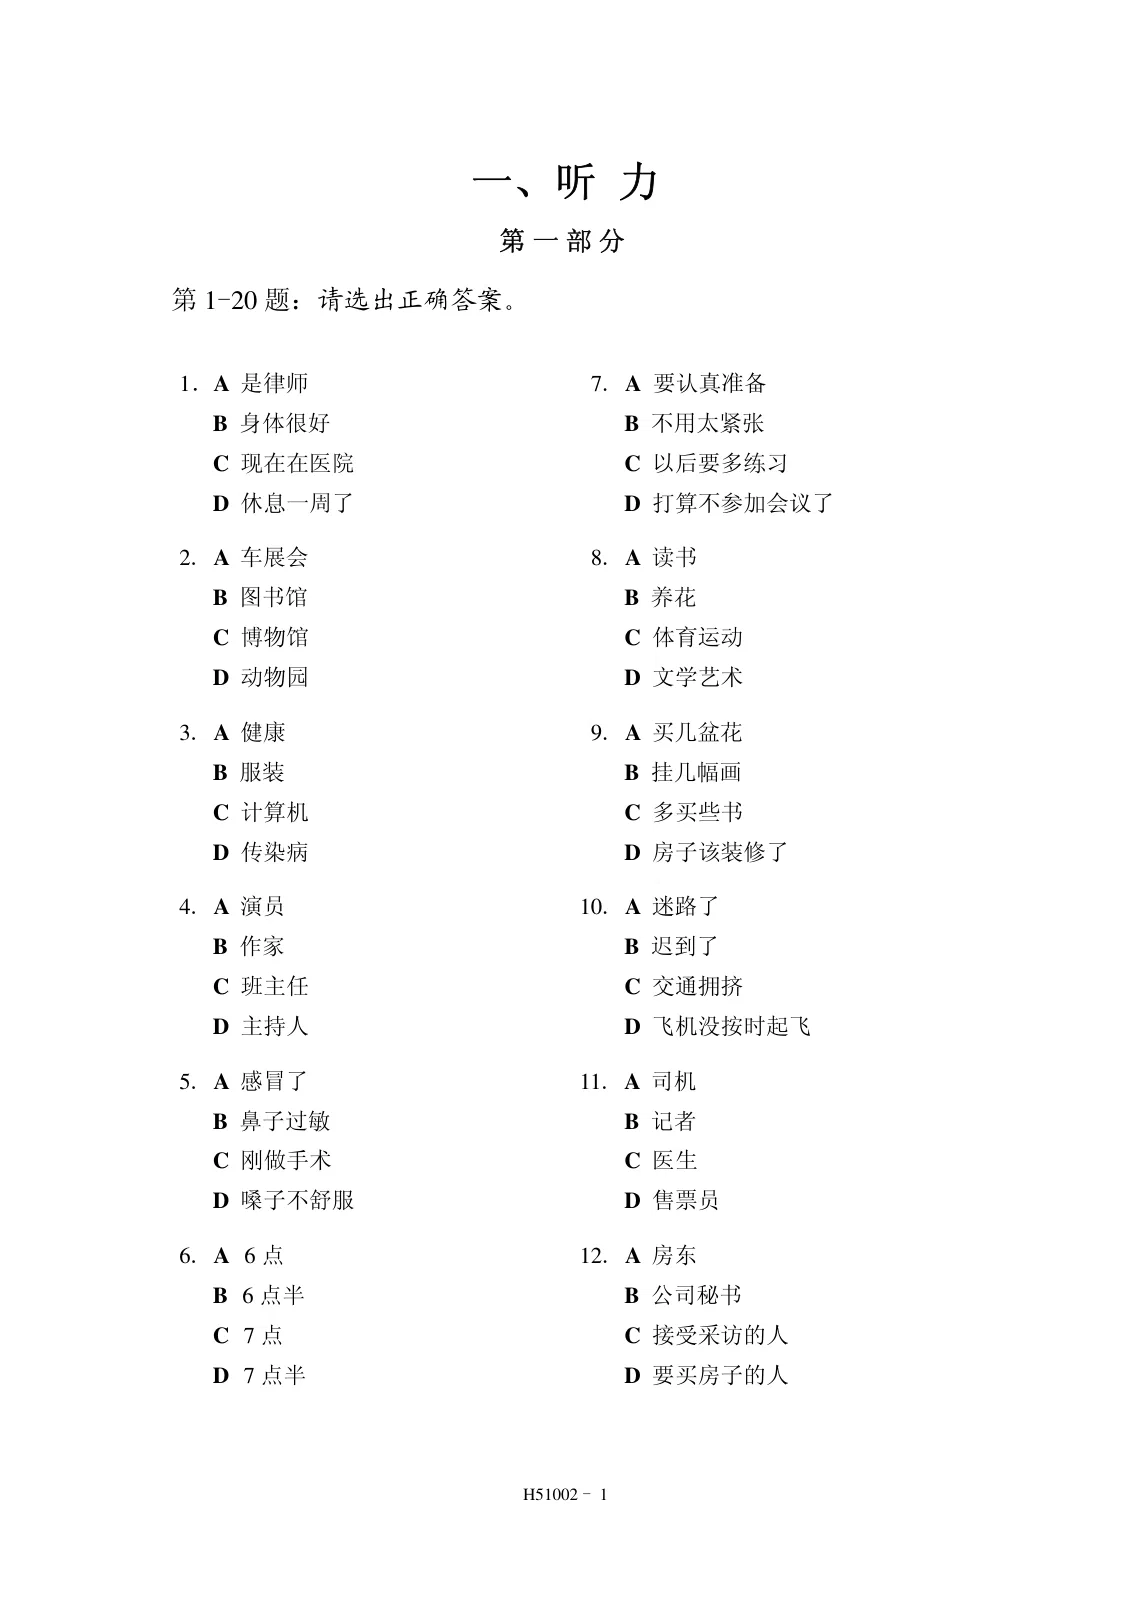 一、听 力
第一部分
第 1-20 题：请选出正确答案。
1. A 是律师
B 身体很好
C 现在在医院
D 休息一周了
2. A 车展会
B 图书馆
C 博物馆
D 动物园
3. A 健康
B 服装
C 计算机
D 传染病
4. A 演员
B 作家
C 班主任
D 主持人
5. A 感冒了
B 鼻子过敏
C 刚做手术
D 嗓子不舒服
6. A 6 点
B 6 点半
C 7 点
D 7 点半
7. A 要认真准备
B 不用太紧张
C 以后要多练习
D 打算不参加会议了
8. A 读书
B 养花
C 体育运动
D 文学艺术
9. A 买几盆花
B 挂几幅画
C 多买些书
D 房子该装修了
10. A 迷路了
B 迟到了
C 交通拥挤
D 飞机没按时起飞
11. A 司机
B 记者
C 医生
D 售票员
12. A 房东
B 公司秘书
C 接受采访的人
D 要买房子的人
H51002 - 1